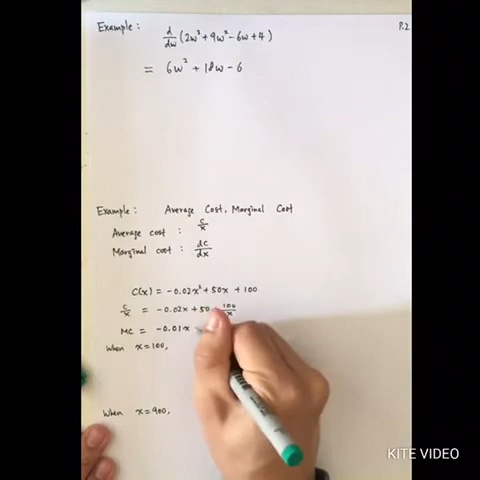 Example: d/dw (2w³ + 9w² - 6w + 4) P.2
= 6w² + 18w - 6
Example: Average Cost, Marginal Cost
Average cost : C/x
Marginal cost : dC/dx
C(x) = -0.02x² + 50x + 100
C/x = -0.02x + 50 100/x
MC = -0.01x
When x=100,
When x=900,
KITE VIDEO